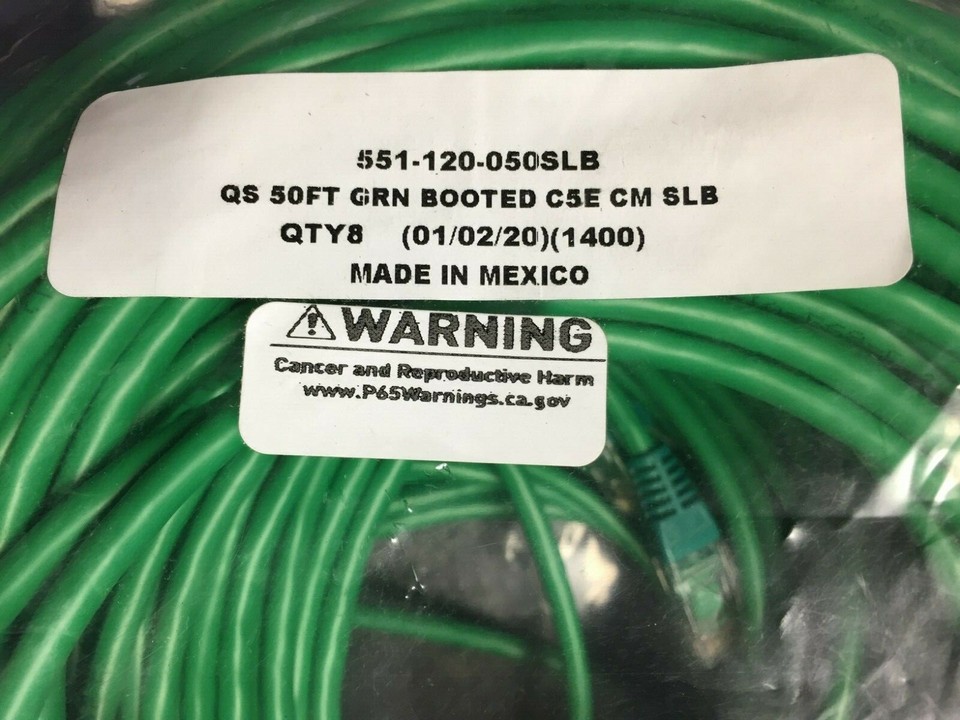 551-120-050SLB
QS 50FT GRN BOOTED C5E CM SLB
QTY8 (01/02/20)(1400)
MADE IN MEXICO
WARNING
Cancer and Reproductive Harm
www.P65Warnings.ca.gov